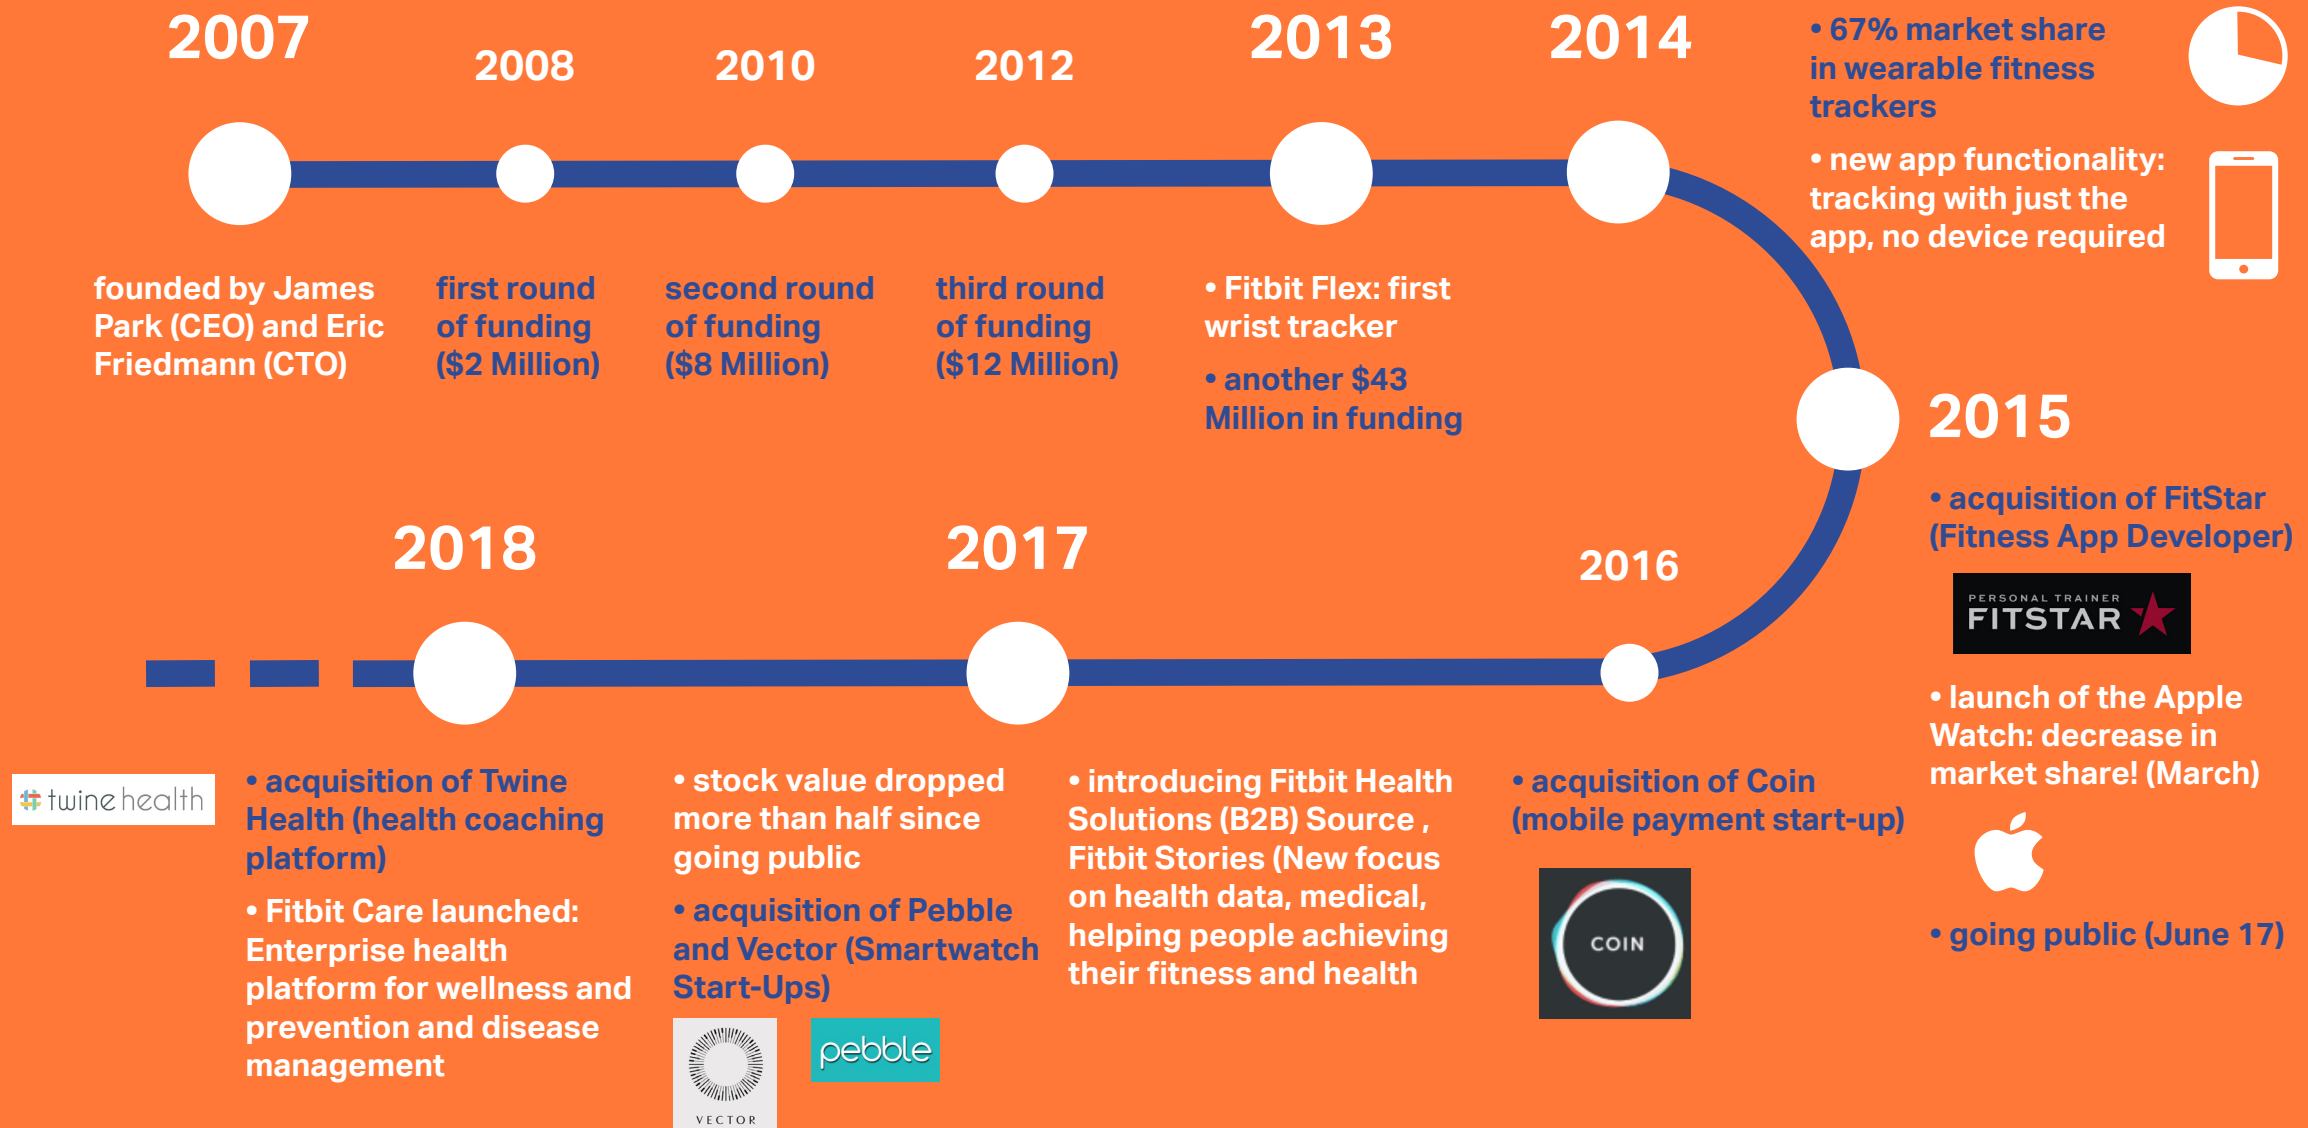 2007
founded by James
Park (CEO) and Eric
Friedmann (CTO)
2008
first round
of funding
($2 Million)
2010
second round
of funding
($8 Million)
2012
third round
of funding
($12 Million)
2013
• Fitbit Flex: first
wrist tracker
• another $43
Million in funding
2014
• 67% market share
in wearable fitness
trackers
• new app functionality:
tracking with just the
app, no device required
2015
• acquisition of FitStar
(Fitness App Developer)
PERSONAL TRAINER
FITSTAR
• launch of the Apple
Watch: decrease in
market share! (March)
• going public (June 17)
2016
• acquisition of Coin
(mobile payment start-up)
COIN
2017
• introducing Fitbit Health
Solutions (B2B) Source ,
Fitbit Stories (New focus
on health data, medical,
helping people achieving
their fitness and health
• stock value dropped
more than half since
going public
• acquisition of Pebble
and Vector (Smartwatch
Start-Ups)
VECTOR
pebble
2018
• acquisition of Twine
Health (health coaching
platform)
twine health
• Fitbit Care launched:
Enterprise health
platform for wellness and
prevention and disease
management